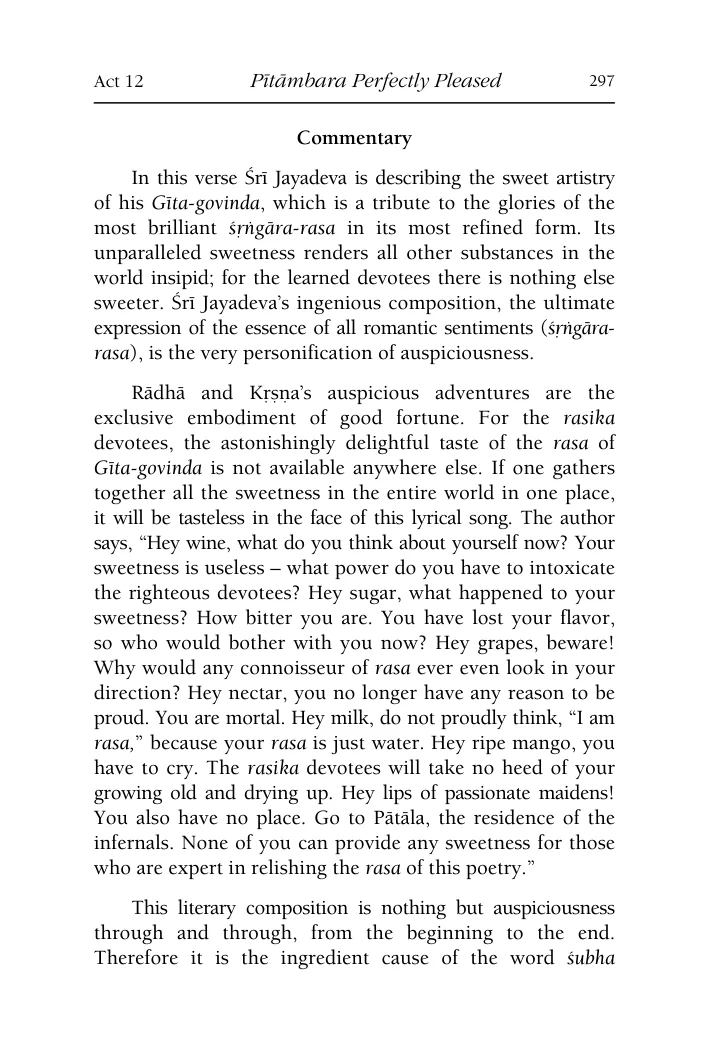 Act 12 Pītāmbara Perfectly Pleased 297
Commentary
In this verse Śrī Jayadeva is describing the sweet artistry
of his Gīta-govinda, which is a tribute to the glories of the
most brilliant śṛṅgāra-rasa in its most refined form. Its
unparalleled sweetness renders all other substances in the
world insipid; for the learned devotees there is nothing else
sweeter. Śrī Jayadeva’s ingenious composition, the ultimate
expression of the essence of all romantic sentiments (śṛṅgāra-
rasa), is the very personification of auspiciousness.
Rādhā and Kṛṣṇa’s auspicious adventures are the
exclusive embodiment of good fortune. For the rasika
devotees, the astonishingly delightful taste of the rasa of
Gīta-govinda is not available anywhere else. If one gathers
together all the sweetness in the entire world in one place,
it will be tasteless in the face of this lyrical song. The author
says, “Hey wine, what do you think about yourself now? Your
sweetness is useless – what power do you have to intoxicate
the righteous devotees? Hey sugar, what happened to your
sweetness? How bitter you are. You have lost your flavor,
so who would bother with you now? Hey grapes, beware!
Why would any connoisseur of rasa ever even look in your
direction? Hey nectar, you no longer have any reason to be
proud. You are mortal. Hey milk, do not proudly think, “I am
rasa,” because your rasa is just water. Hey ripe mango, you
have to cry. The rasika devotees will take no heed of your
growing old and drying up. Hey lips of passionate maidens!
You also have no place. Go to Pātāla, the residence of the
infernals. None of you can provide any sweetness for those
who are expert in relishing the rasa of this poetry.”
This literary composition is nothing but auspiciousness
through and through, from the beginning to the end.
Therefore it is the ingredient cause of the word śubha